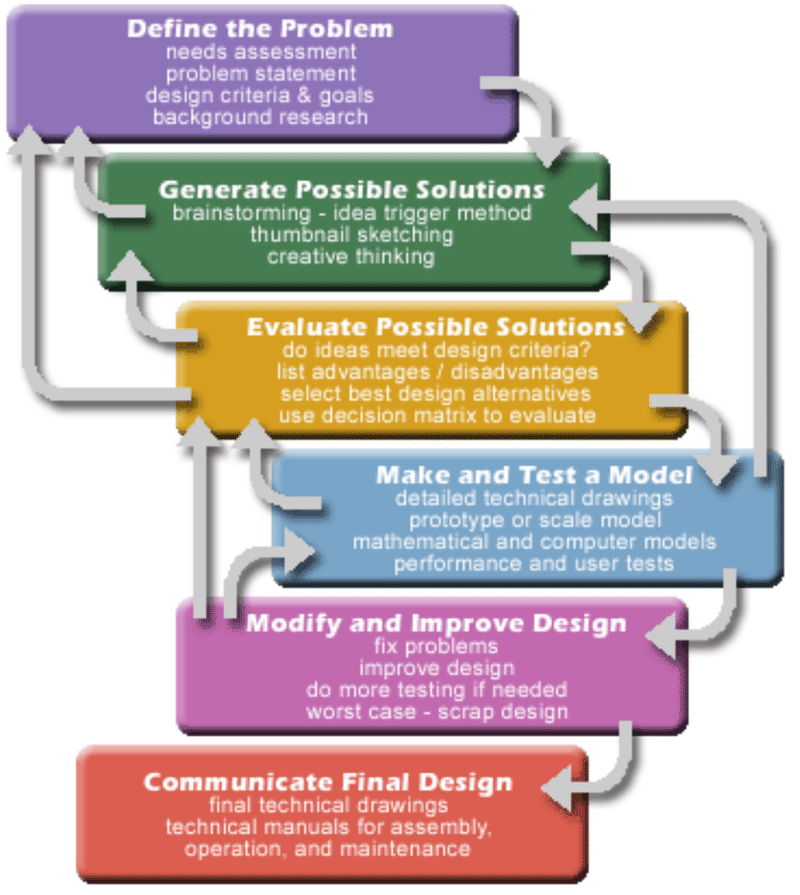 Define the Problem
needs assessment
problem statement
design criteria & goals
background research
Generate Possible Solutions
brainstorming - idea trigger method
thumbnail sketching
creative thinking
Evaluate Possible Solutions
do ideas meet design criteria?
list advantages / disadvantages
select best design alternatives
use decision matrix to evaluate
Make and Test a Model
detailed technical drawings
prototype or scale model
mathematical and computer models
performance and user tests
Modify and Improve Design
fix problems
improve design
do more testing if needed
worst case - scrap design
Communicate Final Design
final technical drawings
technical manuals for assembly,
operation, and maintenance